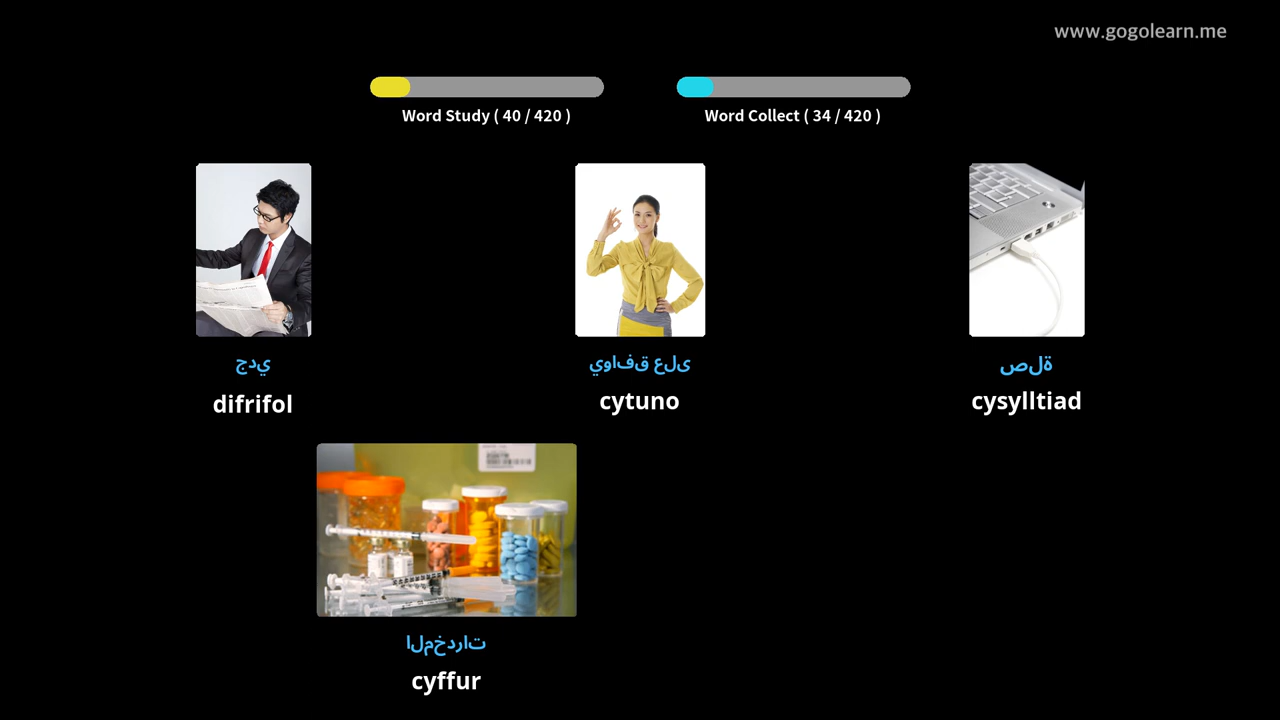 www.gogolearn.me
Word Study ( 40 / 420 )
Word Collect ( 34 / 420 )
جدي
يوافق على
صلة
difrifol
cytuno
cysylltiad
المخدرات
cyffur